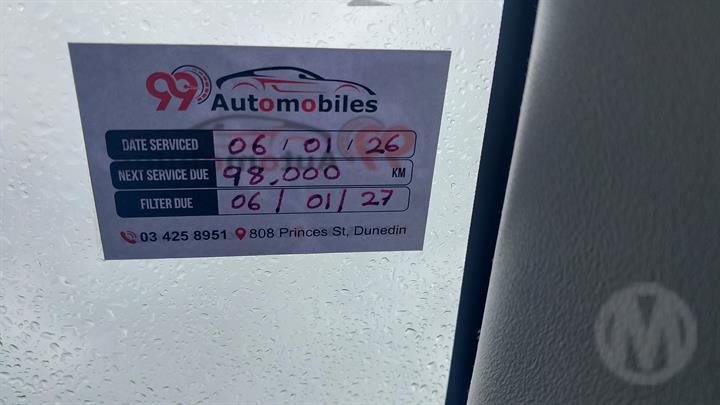 99
Automobiles
DATE SERVICED 06 / 01 / 26
NEXT SERVICE DUE 98,000 KM
FILTER DUE 06 / 01 / 27
03 425 8951 808 Princes St, Dunedin
M